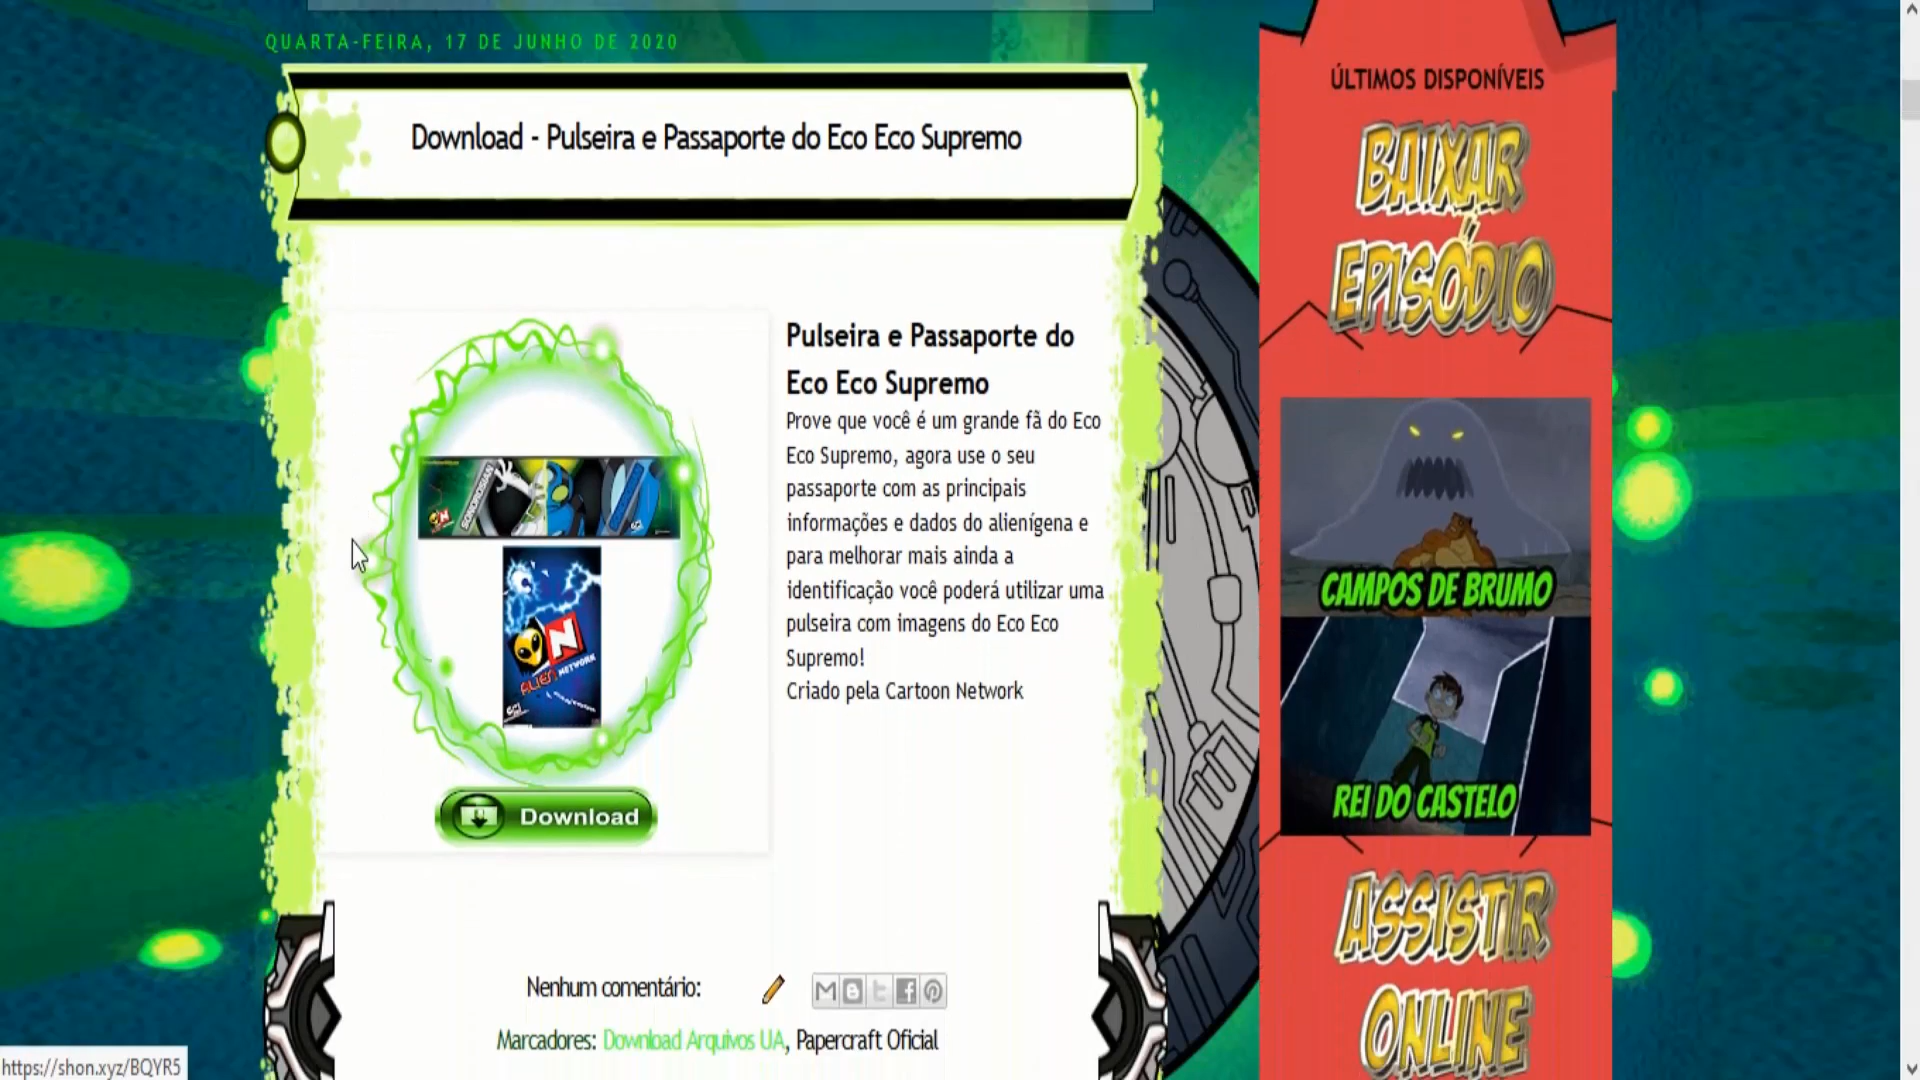 QUARTA-FEIRA, 17 DE JUNHO DE 2020
Download - Pulseira e Passaporte do Eco Eco Supremo
Pulseira e Passaporte do
Eco Eco Supremo
Prove que você é um grande fã do Eco
Eco Supremo, agora use o seu
passaporte com as principais
informações e dados do alienígena e
para melhorar mais ainda a
identificação você poderá utilizar uma
pulseira com imagens do Eco Eco
Supremo!
Criado pela Cartoon Network
SONOROSIAN
N
ALIEN NETWORK
Download
Nenhum comentário:
Marcadores: Download Arquivos UA, Papercraft Oficial
https://shon.xyz/BQYR5
ÚLTIMOS DISPONÍVEIS
BAIXAR
EPISÓDIO
CAMPOS DE BRUMO
REI DO CASTELO
ASSISTIR
ONLINE